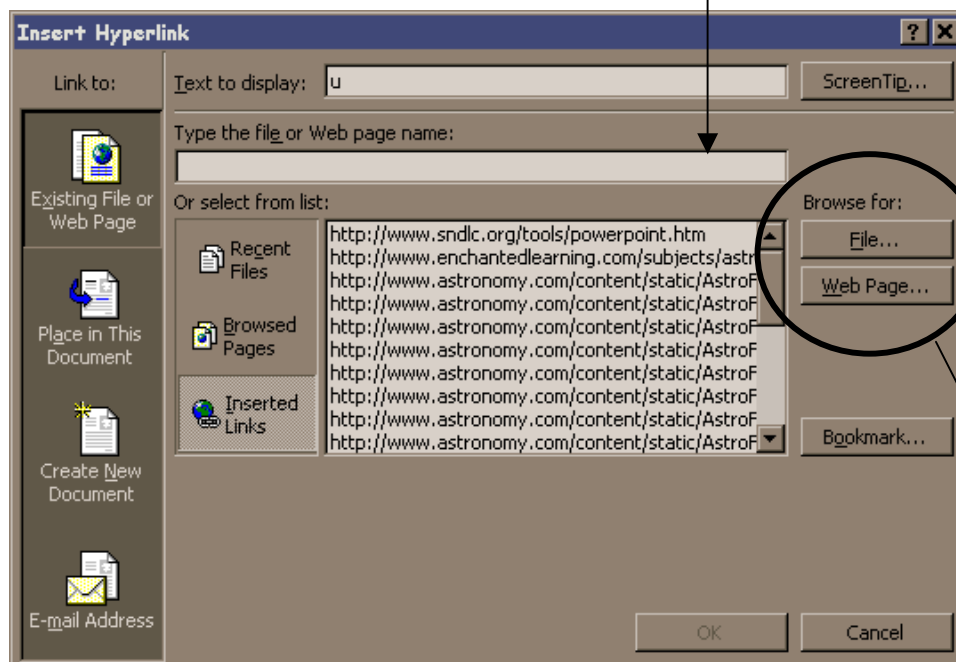 Insert Hyperlink
Link to:
Text to display: u
ScreenTip...
Existing File or
Web Page
Type the file or Web page name:
Or select from list:
Browse for:
Recent
Files
Browsed
Pages
Inserted
Links
http://www.sndlc.org/tools/powerpoint.htm
http://www.enchantedlearning.com/subjects/astr
http://www.astronomy.com/content/static/AstroF
http://www.astronomy.com/content/static/AstroF
http://www.astronomy.com/content/static/AstroF
http://www.astronomy.com/content/static/AstroF
http://www.astronomy.com/content/static/AstroF
http://www.astronomy.com/content/static/AstroF
http://www.astronomy.com/content/static/AstroF
http://www.astronomy.com/content/static/AstroF
File...
Web Page...
Bookmark...
Place in This
Document
Create New
Document
E-mail Address
OK
Cancel